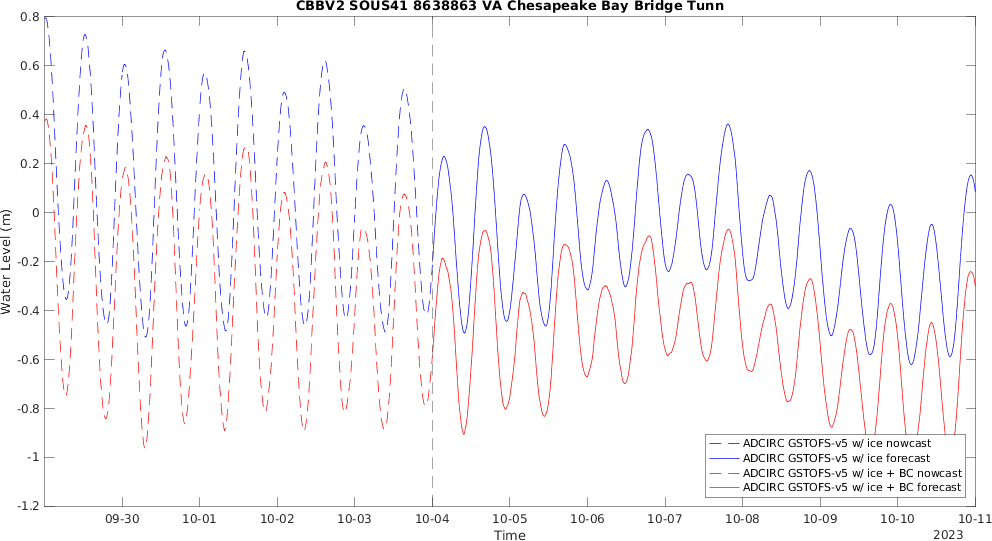 CBBV2 SOUS41 8638863 VA Chesapeake Bay Bridge Tunn
0.8
0.6
0.4
0.2
0
-0.2
-0.4
-0.6
-0.8
-1
-1.2
Water Level (m)
ADCIRC GSTOFS-v5 w/ ice nowcast
ADCIRC GSTOFS-v5 w/ ice forecast
ADCIRC GSTOFS-v5 w/ ice + BC nowcast
ADCIRC GSTOFS-v5 w/ ice + BC forecast
09-30 10-01 10-02 10-03 10-04 10-05 10-06 10-07 10-08 10-09 10-10 10-11
Time
2023